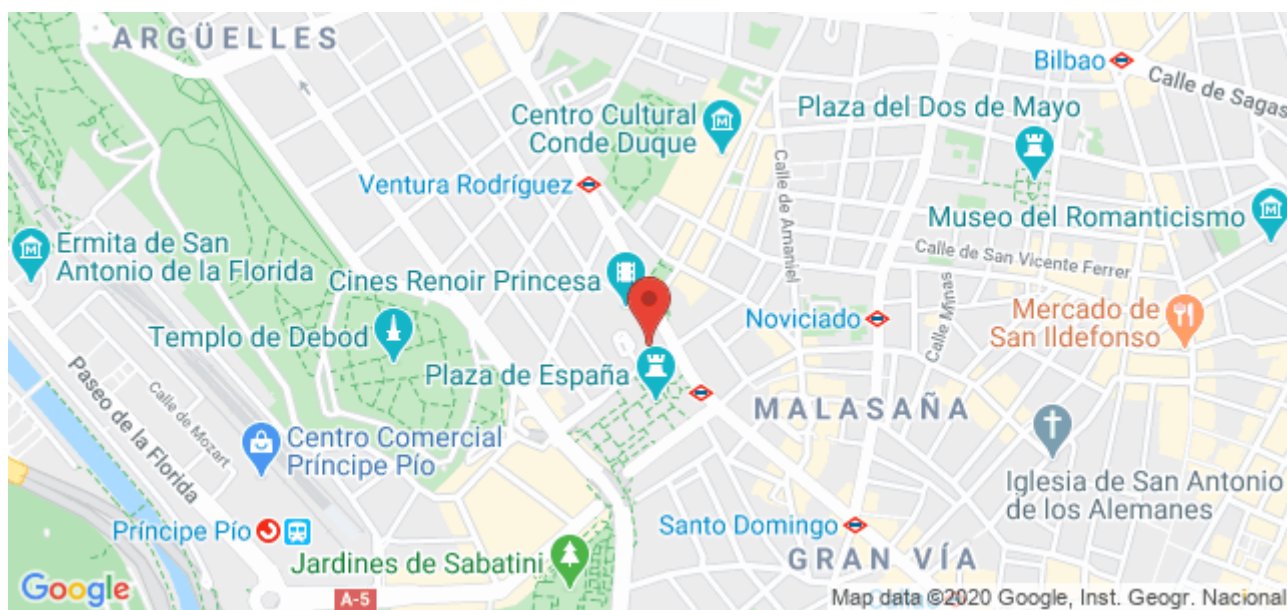 ARGÜELLES
Bilbao
Calle de Sagas
Centro Cultural
Conde Duque
Plaza del Dos de Mayo
Calle de Amaniel
Ventura Rodríguez
Museo del Romanticismo
Ermita de San
Antonio de la Florida
Calle de San Vicente Ferrer
Cines Renoir Princesa
Calle Minas
Noviciado
Mercado de
San Ildefonso
Templo de Debod
Plaza de España
Paseo de la Florida
Calle de Mozart
MALASAÑA
Centro Comercial
Príncipe Pío
Iglesia de San Antonio
de los Alemanes
Príncipe Pío
Santo Domingo
Jardines de Sabatini
GRAN VÍA
Google
A-5
Map data ©2020 Google, Inst. Geogr. Nacional